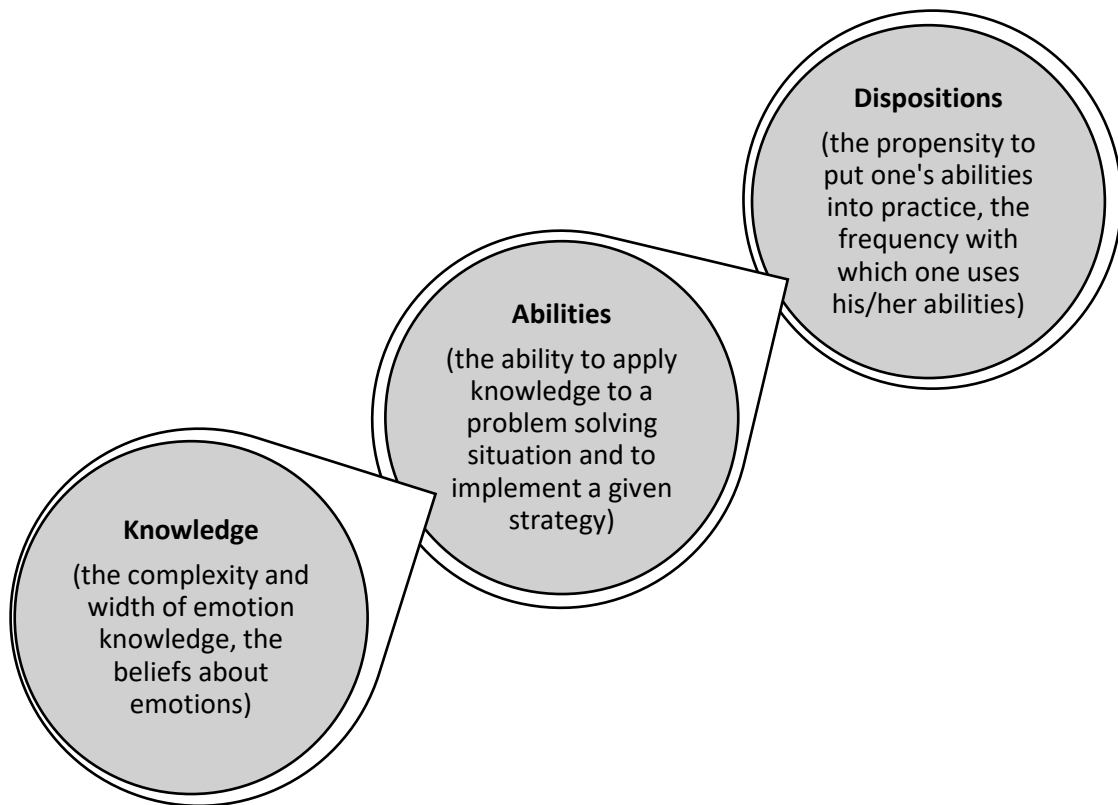 Dispositions
(the propensity to
put one's abilities
into practice, the
frequency with
which one uses
his/her abilities)
Abilities
(the ability to apply
knowledge to a
problem solving
situation and to
implement a given
strategy)
Knowledge
(the complexity and
width of emotion
knowledge, the
beliefs about
emotions)